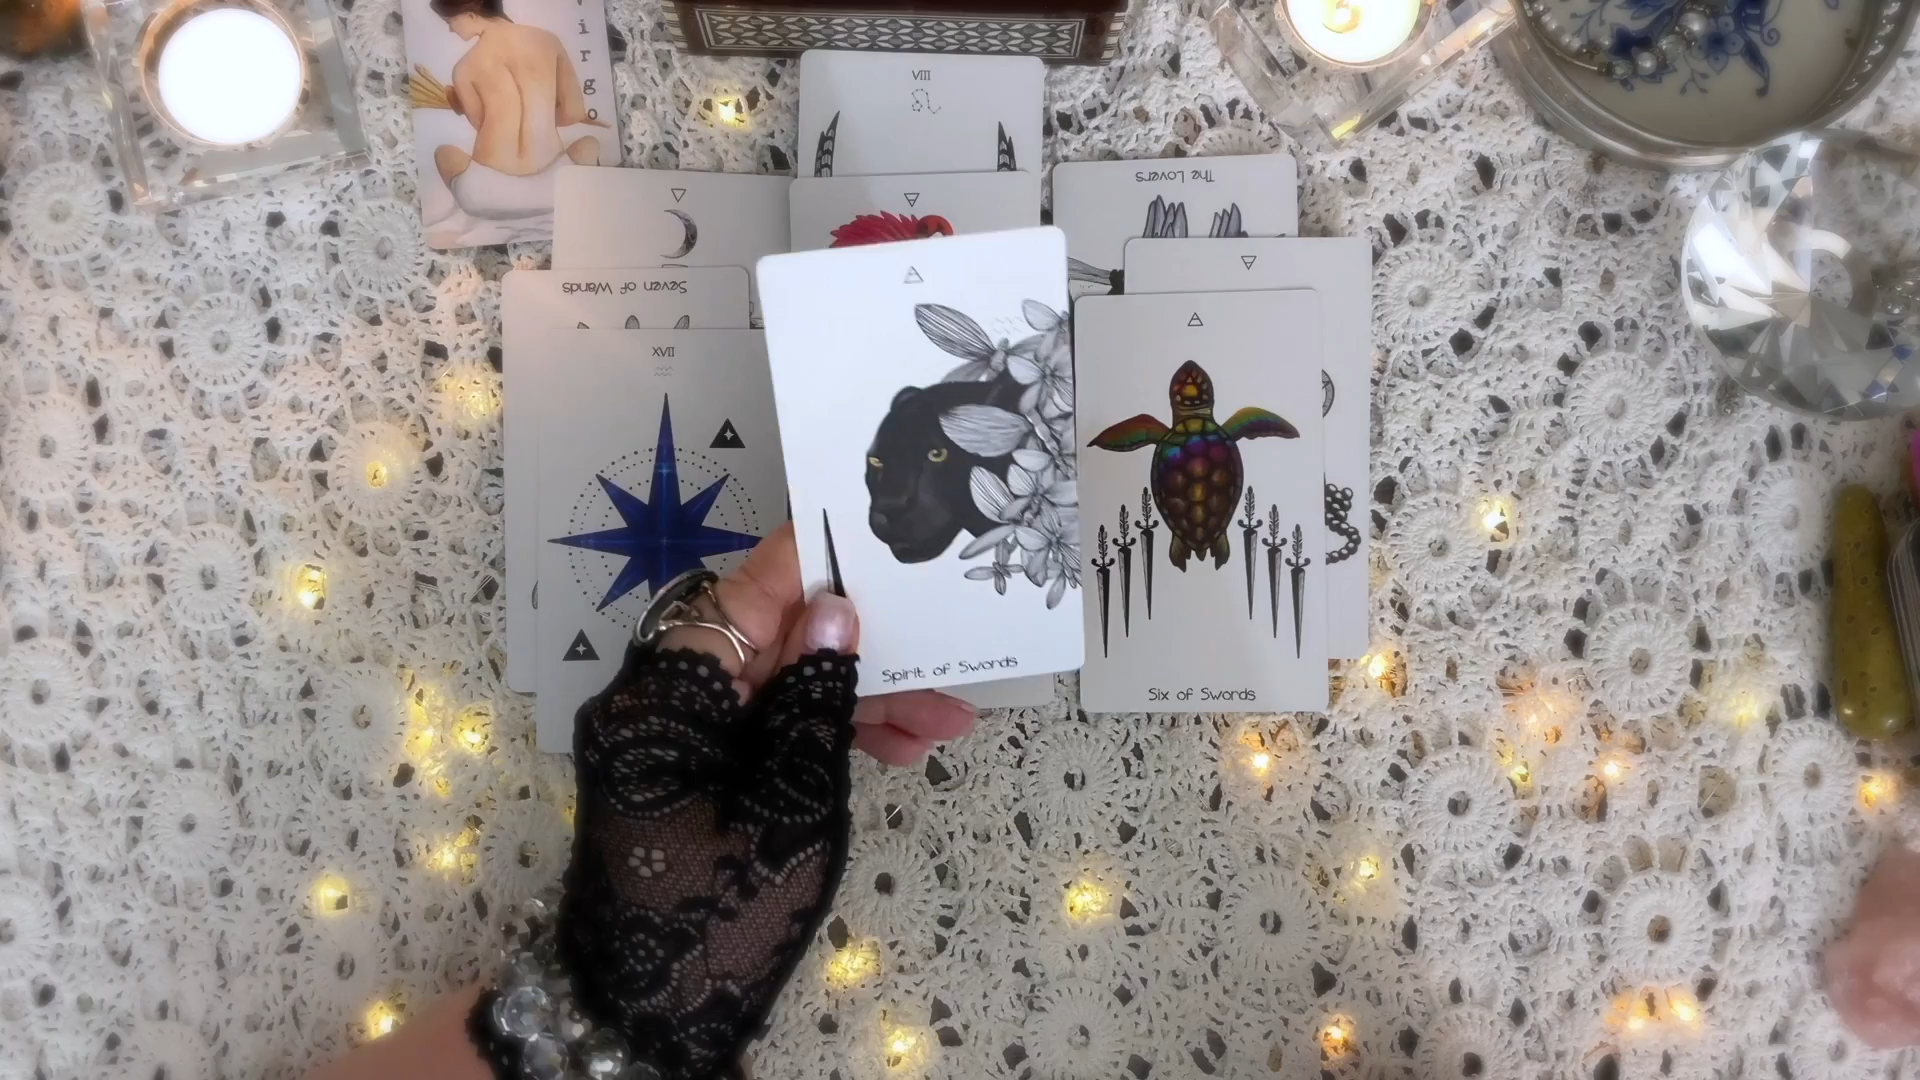 Virgo
VIII
The Lovers
Seven of Wands
XVII
Spirit of Swords
Six of Swords